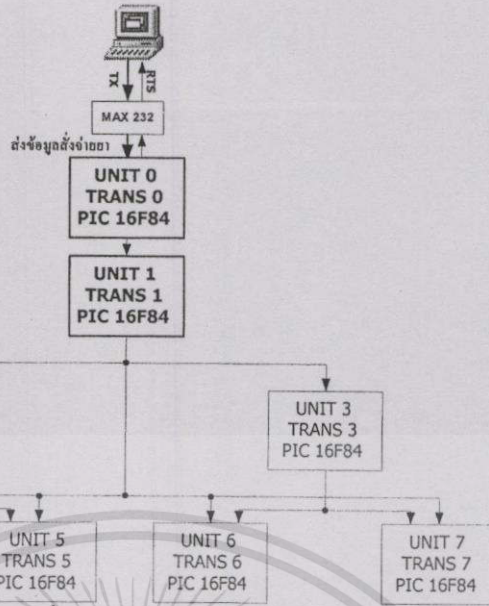 TX
RTS
MAX 232
ส่งข้อมูลสั่งจ่ายยา
UNIT 0
TRANS 0
PIC 16F84
UNIT 1
TRANS 1
PIC 16F84
UNIT 3
TRANS 3
PIC 16F84
UNIT 5
TRANS 5
PIC 16F84
UNIT 6
TRANS 6
PIC 16F84
UNIT 7
TRANS 7
PIC 16F84